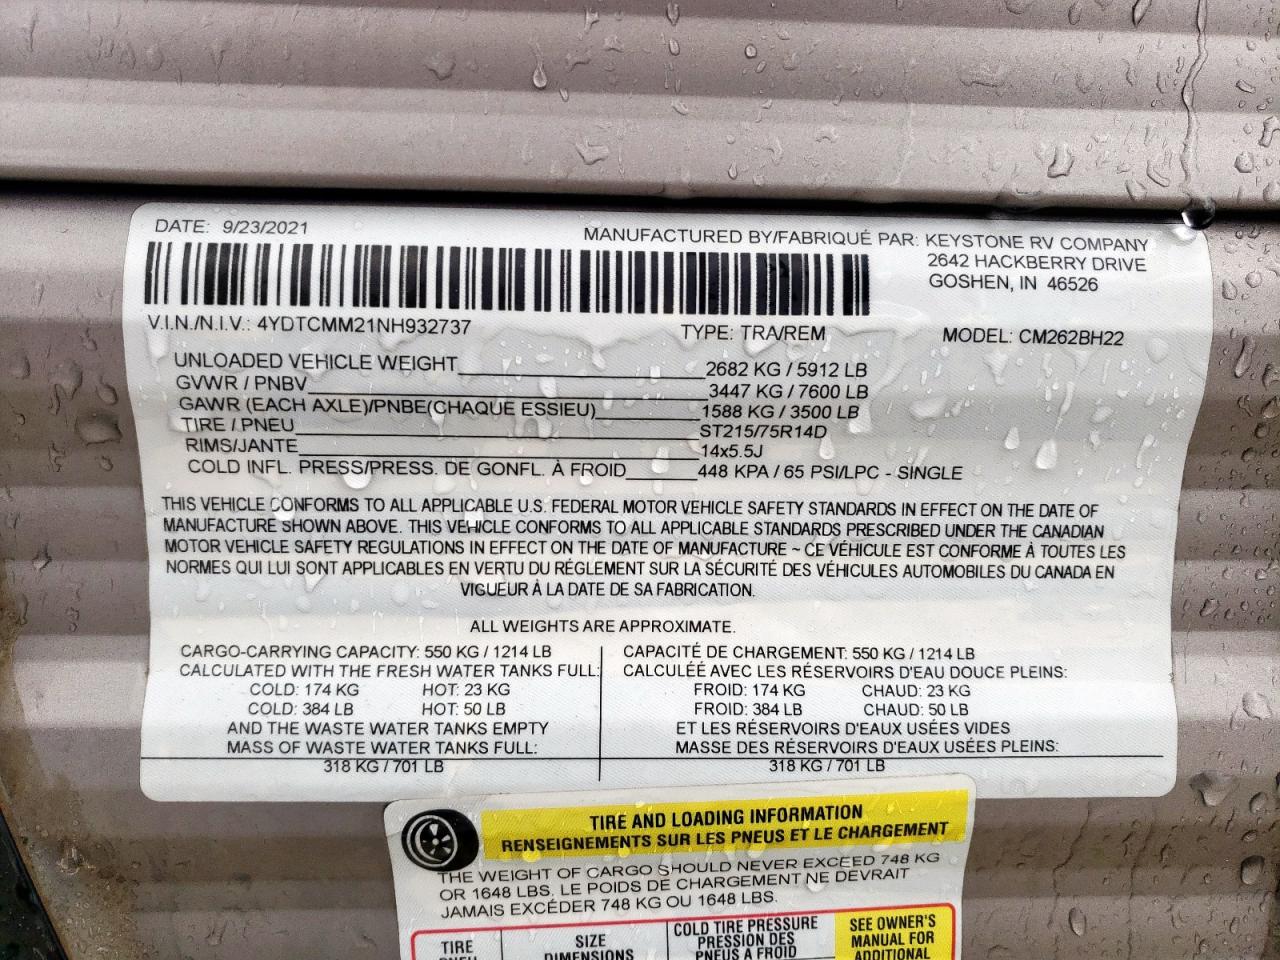 DATE: 9/23/2021
MANUFACTURED BY/FABRIQUÉ PAR: KEYSTONE RV COMPANY
2642 HACKBERRY DRIVE
GOSHEN, IN 46526
V.I.N./N.I.V.: 4YDTCMM21NH932737 TYPE: TRA/REM MODEL: CM262BH22
UNLOADED VEHICLE WEIGHT 2682 KG / 5912 LB
GVWR / PNBV 3447 KG / 7600 LB
GAWR (EACH AXLE)/PNBE(CHAQUE ESSIEU) 1588 KG / 3500 LB
TIRE / PNEU ST215/75R14D
RIMS/JANTE 14x5.5J
COLD INFL. PRESS/PRESS. DE GONFL. À FROID 448 KPA / 65 PSI/LPC - SINGLE
THIS VEHICLE CONFORMS TO ALL APPLICABLE U.S. FEDERAL MOTOR VEHICLE SAFETY STANDARDS IN EFFECT ON THE DATE OF
MANUFACTURE SHOWN ABOVE. THIS VEHICLE CONFORMS TO ALL APPLICABLE STANDARDS PRESCRIBED UNDER THE CANADIAN
MOTOR VEHICLE SAFETY REGULATIONS IN EFFECT ON THE DATE OF MANUFACTURE ~ CE VÉHICULE EST CONFORME À TOUTES LES
NORMES QUI LUI SONT APPLICABLES EN VERTU DU RÉGLEMENT SUR LA SÉCURITÉ DES VÉHICULES AUTOMOBILES DU CANADA EN
VIGUEUR À LA DATE DE SA FABRICATION.
ALL WEIGHTS ARE APPROXIMATE.
CARGO-CARRYING CAPACITY: 550 KG / 1214 LB
CALCULATED WITH THE FRESH WATER TANKS FULL:
COLD: 174 KG HOT: 23 KG
COLD: 384 LB HOT: 50 LB
AND THE WASTE WATER TANKS EMPTY
MASS OF WASTE WATER TANKS FULL:
318 KG / 701 LB
CAPACITÉ DE CHARGEMENT: 550 KG / 1214 LB
CALCULÉE AVEC LES RÉSERVOIRS D'EAU DOUCE PLEINS:
FROID: 174 KG CHAUD: 23 KG
FROID: 384 LB CHAUD: 50 LB
ET LES RÉSERVOIRS D'EAUX USÉES VIDES
MASSE DES RÉSERVOIRS D'EAUX USÉES PLEINS:
318 KG / 701 LB
TIRE AND LOADING INFORMATION
RENSEIGNEMENTS SUR LES PNEUS ET LE CHARGEMENT
THE WEIGHT OF CARGO SHOULD NEVER EXCEED 748 KG
OR 1648 LBS. LE POIDS DE CHARGEMENT NE DEVRAIT
JAMAIS EXCÉDER 748 KG OU 1648 LBS.
TIRE
SIZE
DIMENSIONS
COLD TIRE PRESSURE
PRESSION DES
PNEUS A FROID
SEE OWNER'S
MANUAL FOR
ADDITIONAL